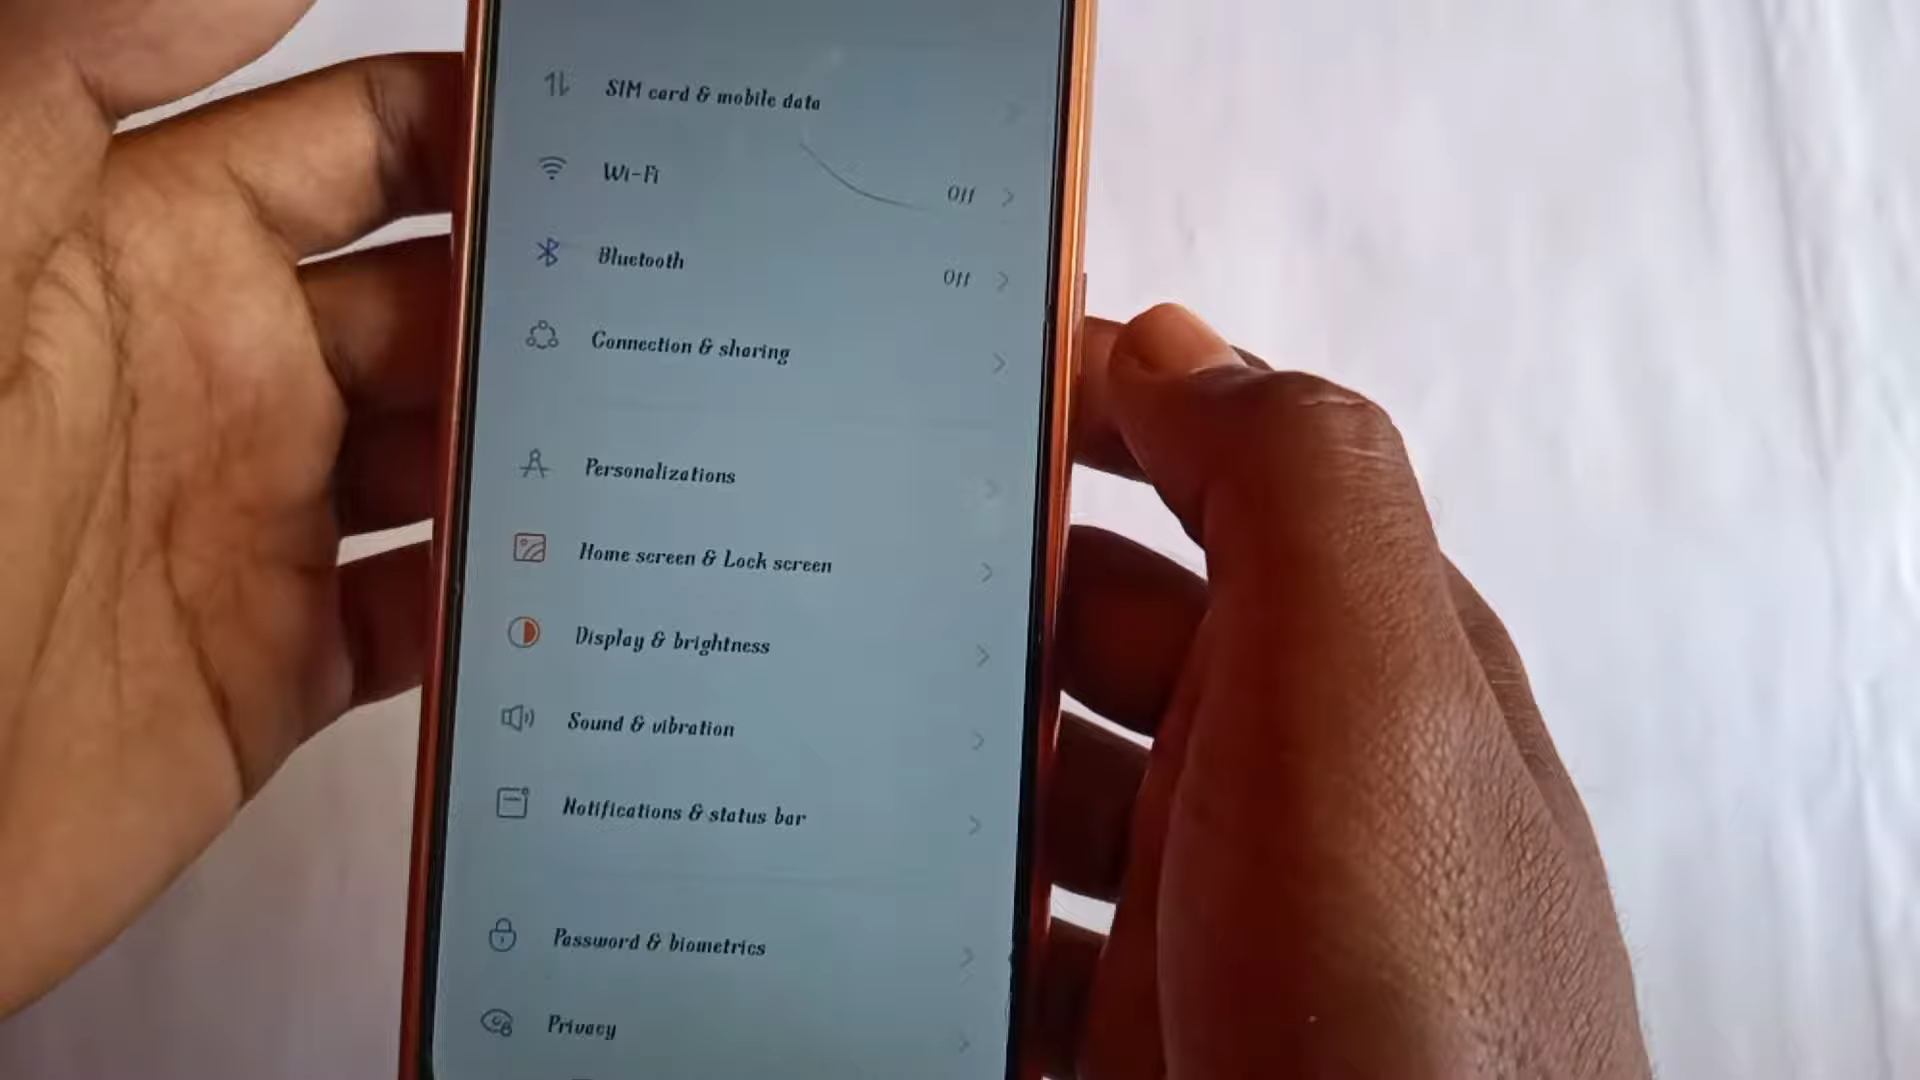 SIM card & mobile data
Wi-Fi
Off
Bluetooth
Off
Connection & sharing
Personalizations
Home screen & Lock screen
Display & brightness
Sound & vibration
Notifications & status bar
Password & biometrics
Privacy